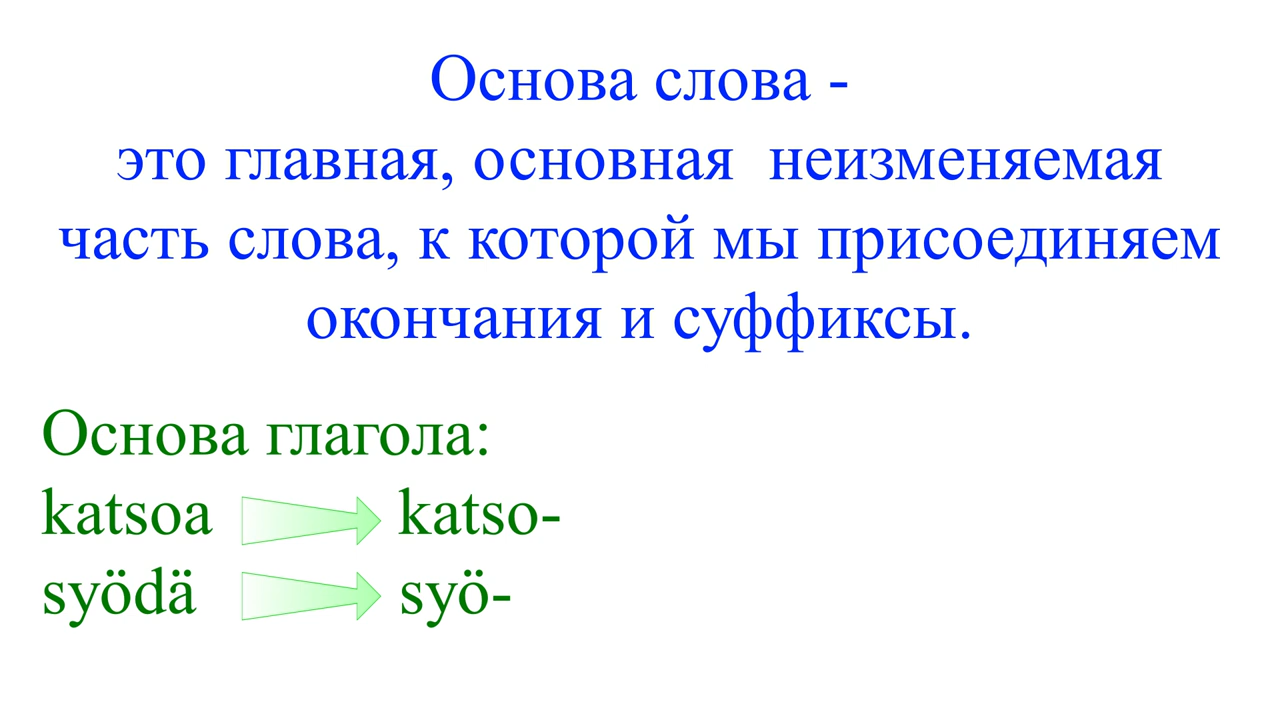 Основа слова -
это главная, основная неизменяемая
часть слова, к которой мы присоединяем
окончания и суффиксы.
Основа глагола:
katsoa katso-
syödä syö-